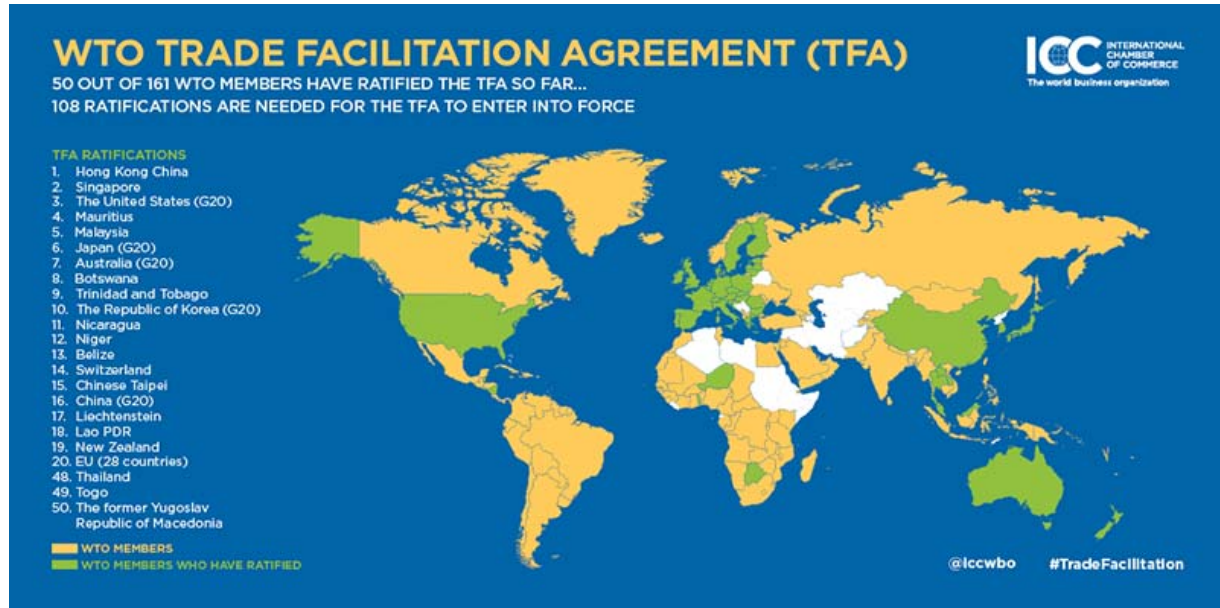 WTO TRADE FACILITATION AGREEMENT (TFA)
50 OUT OF 161 WTO MEMBERS HAVE RATIFIED THE TFA SO FAR...
108 RATIFICATIONS ARE NEEDED FOR THE TFA TO ENTER INTO FORCE
ICC INTERNATIONAL
CHAMBER
OF COMMERCE
The world business organization
TFA RATIFICATIONS
1. Hong Kong China
2. Singapore
3. The United States (G20)
4. Mauritius
5. Malaysia
6. Japan (G20)
7. Australia (G20)
8. Botswana
9. Trinidad and Tobago
10. The Republic of Korea (G20)
11. Nicaragua
12. Niger
13. Belize
14. Switzerland
15. Chinese Taipei
16. China (G20)
17. Liechtenstein
18. Lao PDR
19. New Zealand
20. EU (28 countries)
48. Thailand
49. Togo
50. The former Yugoslav
Republic of Macedonia
WTO MEMBERS
WTO MEMBERS WHO HAVE RATIFIED
@iccwbo #TradeFacilitation